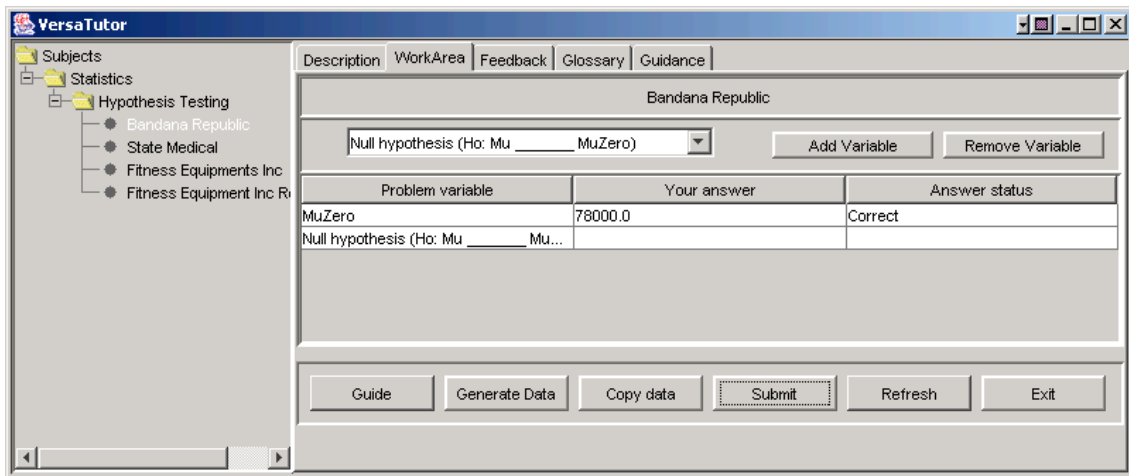 VersaTutor
Subjects
Statistics
Hypothesis Testing
Bandana Republic
State Medical
Fitness Equipments Inc
Fitness Equipment Inc R
Description WorkArea Feedback Glossary Guidance
Bandana Republic
Null hypothesis (Ho: Mu _______ MuZero) Add Variable Remove Variable
Problem variable Your answer Answer status
MuZero 78000.0 Correct
Null hypothesis (Ho: Mu _______ Mu...
Guide Generate Data Copy data Submit Refresh Exit